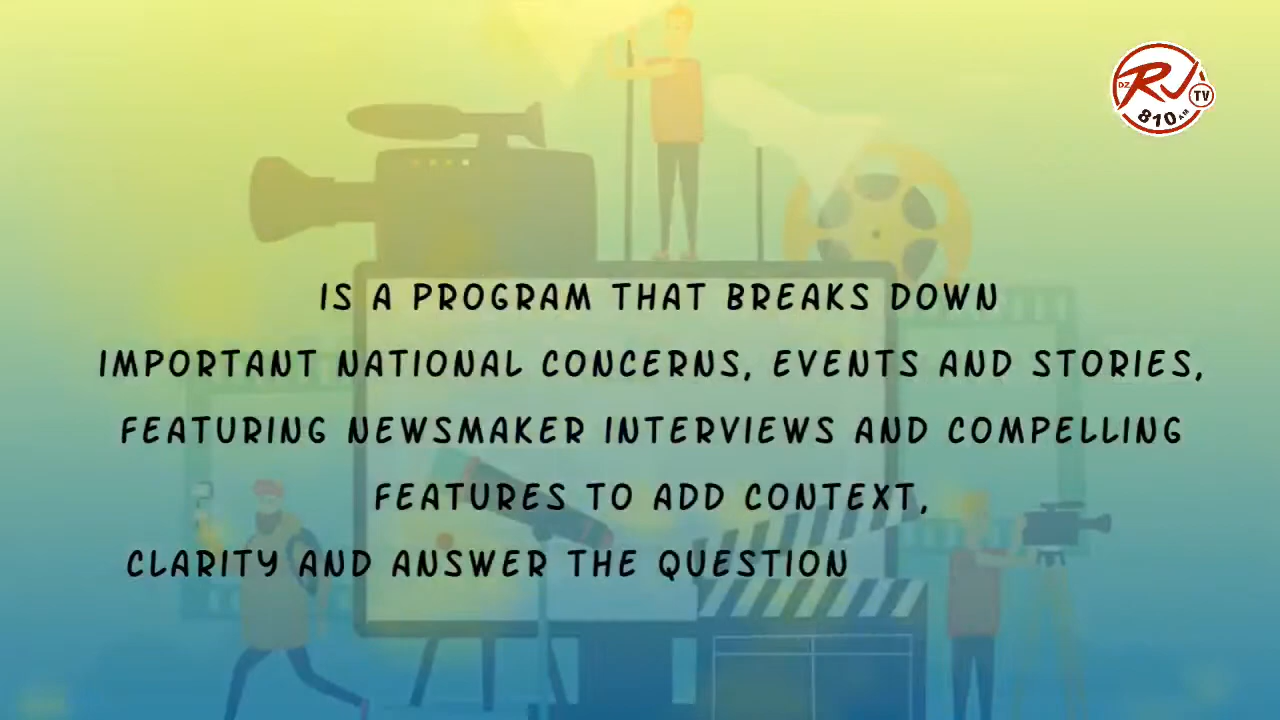 DZ RJ TV
810 AM
IS A PROGRAM THAT BREAKS DOWN
IMPORTANT NATIONAL CONCERNS, EVENTS AND STORIES,
FEATURING NEWSMAKER INTERVIEWS AND COMPELLING
FEATURES TO ADD CONTEXT,
CLARITY AND ANSWER THE QUESTION